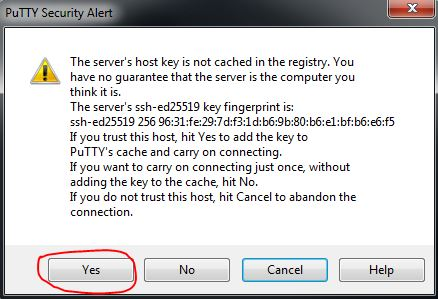 PuTTY Security Alert
The server's host key is not cached in the registry. You
have no guarantee that the server is the computer you
think it is.
The server's ssh-ed25519 key fingerprint is:
ssh-ed25519 256 96:31:fe:29:7d:f3:1d:b6:9b:80:b6:e1:bf:b6:e6:f5
If you trust this host, hit Yes to add the key to
PuTTY's cache and carry on connecting.
If you want to carry on connecting just once, without
adding the key to the cache, hit No.
If you do not trust this host, hit Cancel to abandon the
connection.
Yes No Cancel Help